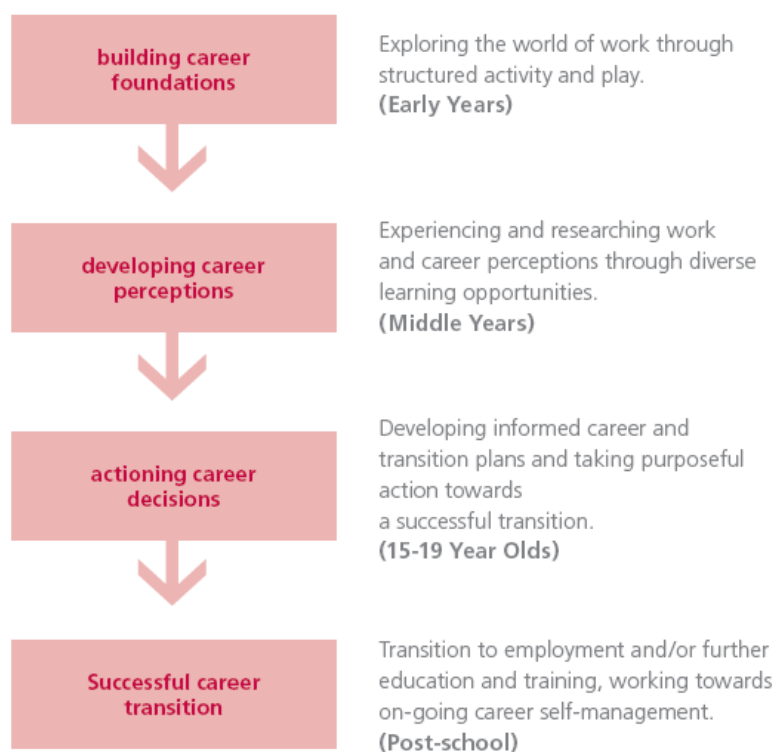 building career
foundations
Exploring the world of work through
structured activity and play.
(Early Years)
developing career
perceptions
Experiencing and researching work
and career perceptions through diverse
learning opportunities.
(Middle Years)
actioning career
decisions
Developing informed career and
transition plans and taking purposeful
action towards
a successful transition.
(15-19 Year Olds)
Successful career
transition
Transition to employment and/or further
education and training, working towards
on-going career self-management.
(Post-school)